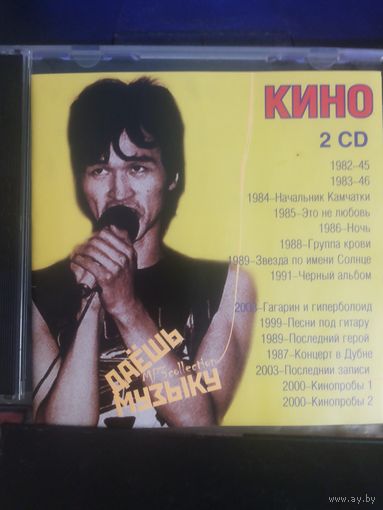 КИНО
2 CD
1982-45
1983-46
1984-Начальник Камчатки
1985-Это не любовь
1986-Ночь
1988-Группа крови
1989-Звезда по имени Солнце
1991-Черный альбом
2003-Гагарин и гиперболоид
1999-Песни под гитару
1989-Последний герой
1987-Концерт в Дубне
2003-Последнии записи
2000-Кинопробы 1
2000-Кинопробы 2
ДАЁШЬ
MP3 collection
МУЗЫКУ
www.ay.by